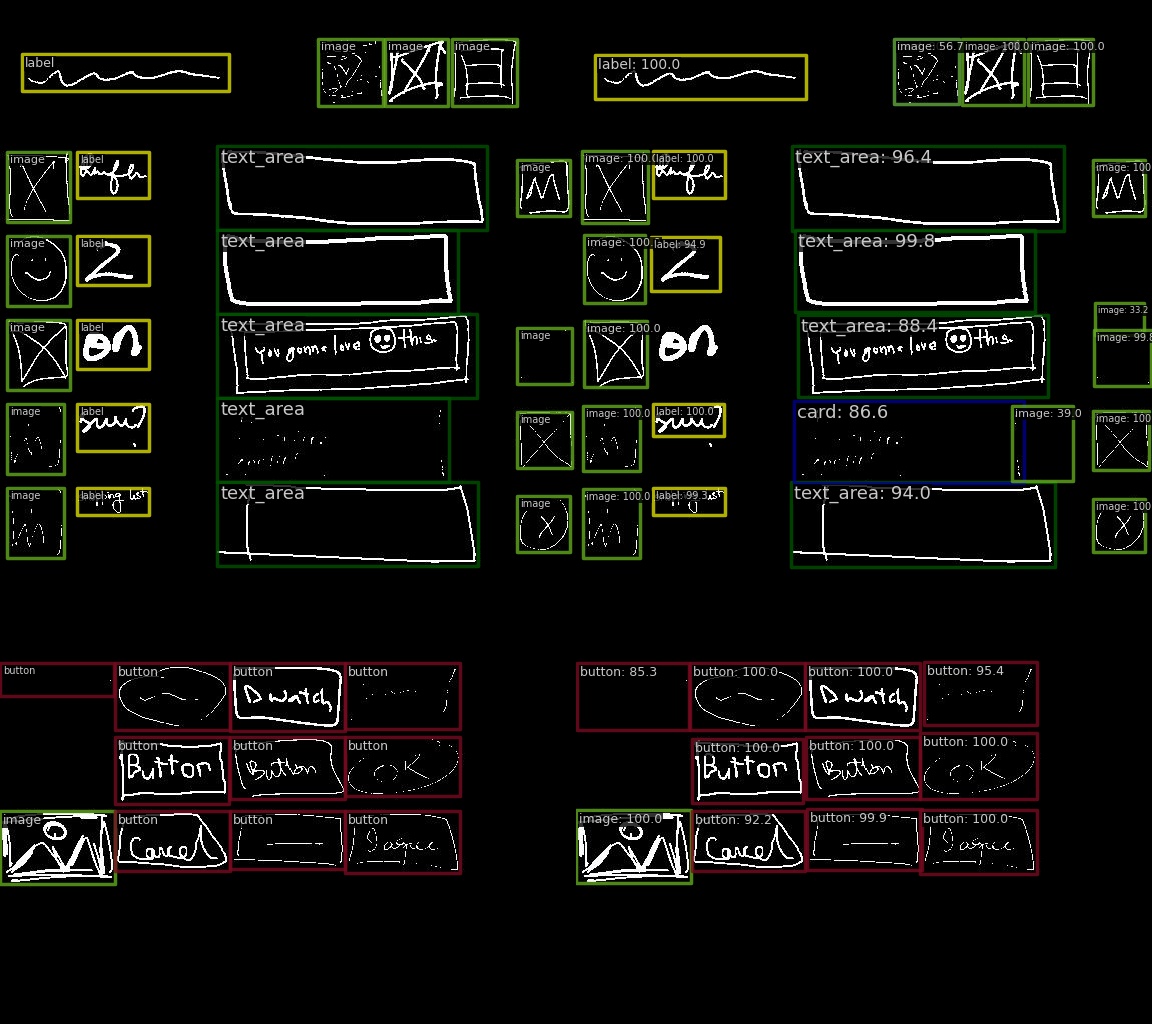 label image image image label: 100.0 image: 56.7 image: 100.0 image: 100.0
image label text_area image image: 100.0 label: 100.0 text_area: 96.4 image: 100
M M
image label text_area image: 100. label: 94.9 text_area: 99.8
image label text_area image image: 100.0 text_area: 88.4 image: 33.2
on You gonna love this on You gonna love this image: 99.8
image label text_area image image: 100.0 label: 100.0 card: 86.6 image: 39.0 image: 100
image label text_area image image: 100.0 label: 99.3 text_area: 94.0 image: 100
button button button button button: 85.3 button: 100.0 button: 100.0 button: 95.4
D watch D watch
button button button button: 100.0 button: 100.0 button: 100.0
Button Button OK Button Button OK
image button button button image: 100.0 button: 92.2 button: 99.9 button: 100.0
Cancel Cancel